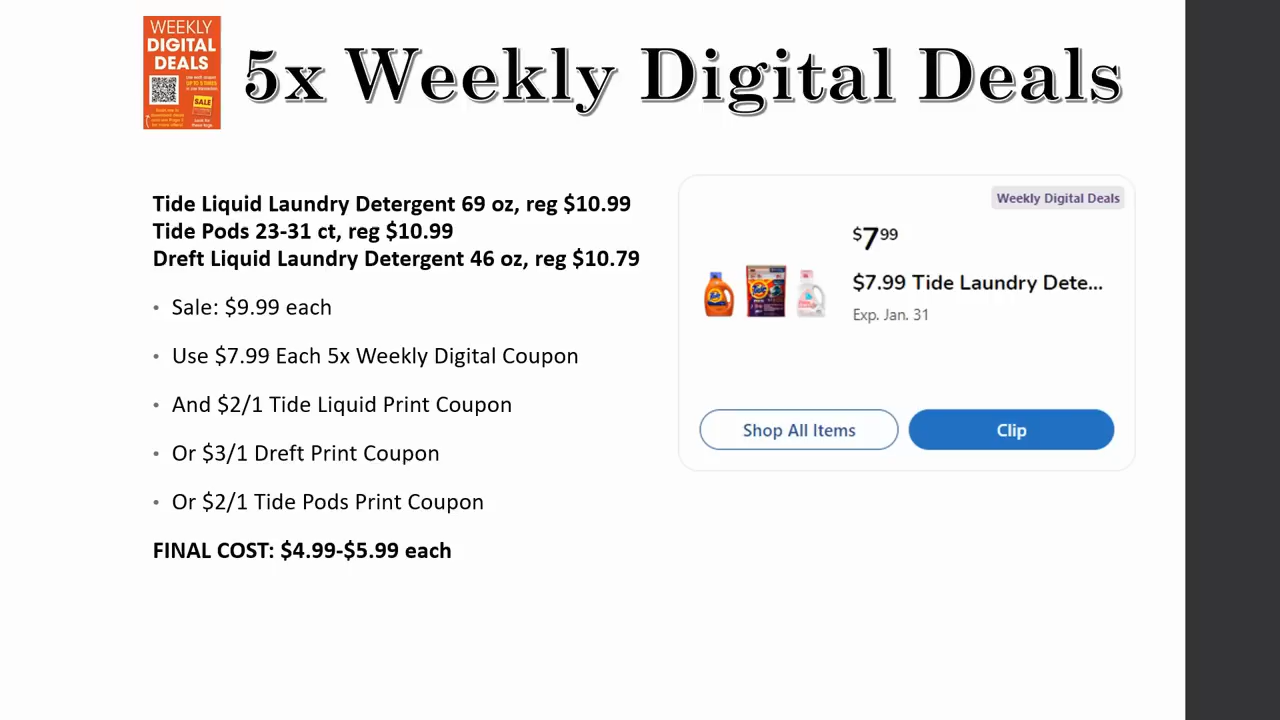 WEEKLY
DIGITAL
DEALS
SALE
5x Weekly Digital Deals
Tide Liquid Laundry Detergent 69 oz, reg $10.99
Tide Pods 23-31 ct, reg $10.99
Dreft Liquid Laundry Detergent 46 oz, reg $10.79
• Sale: $9.99 each
• Use $7.99 Each 5x Weekly Digital Coupon
• And $2/1 Tide Liquid Print Coupon
• Or $3/1 Dreft Print Coupon
• Or $2/1 Tide Pods Print Coupon
FINAL COST: $4.99-$5.99 each
Weekly Digital Deals
$7.99
$7.99 Tide Laundry Dete...
Exp. Jan. 31
Shop All Items
Clip